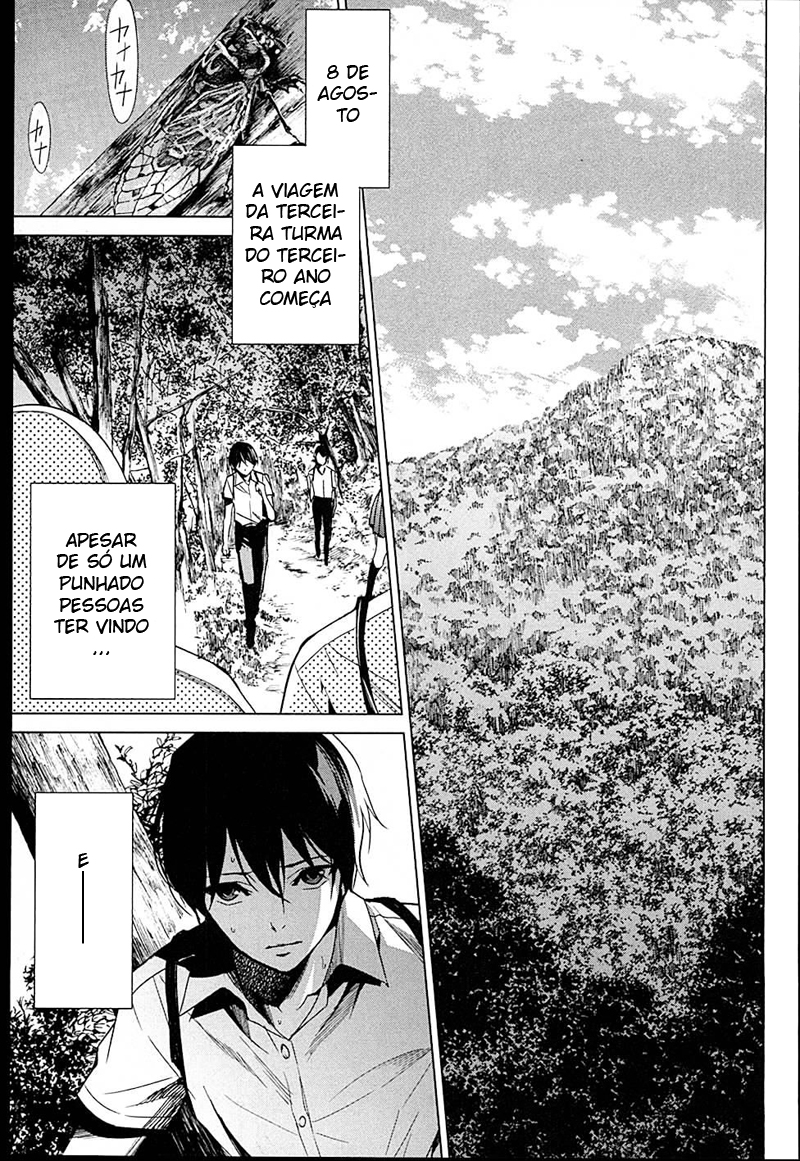 8 DE
AGOS-
TO
A VIAGEM
DA TERCEI-
RA TURMA
DO TERCEI-
RO ANO
COMEÇA
カナカナ
カナ
APESAR
DE SÓ UM
PUNHADO
PESSOAS
TER VINDO
...
E
—